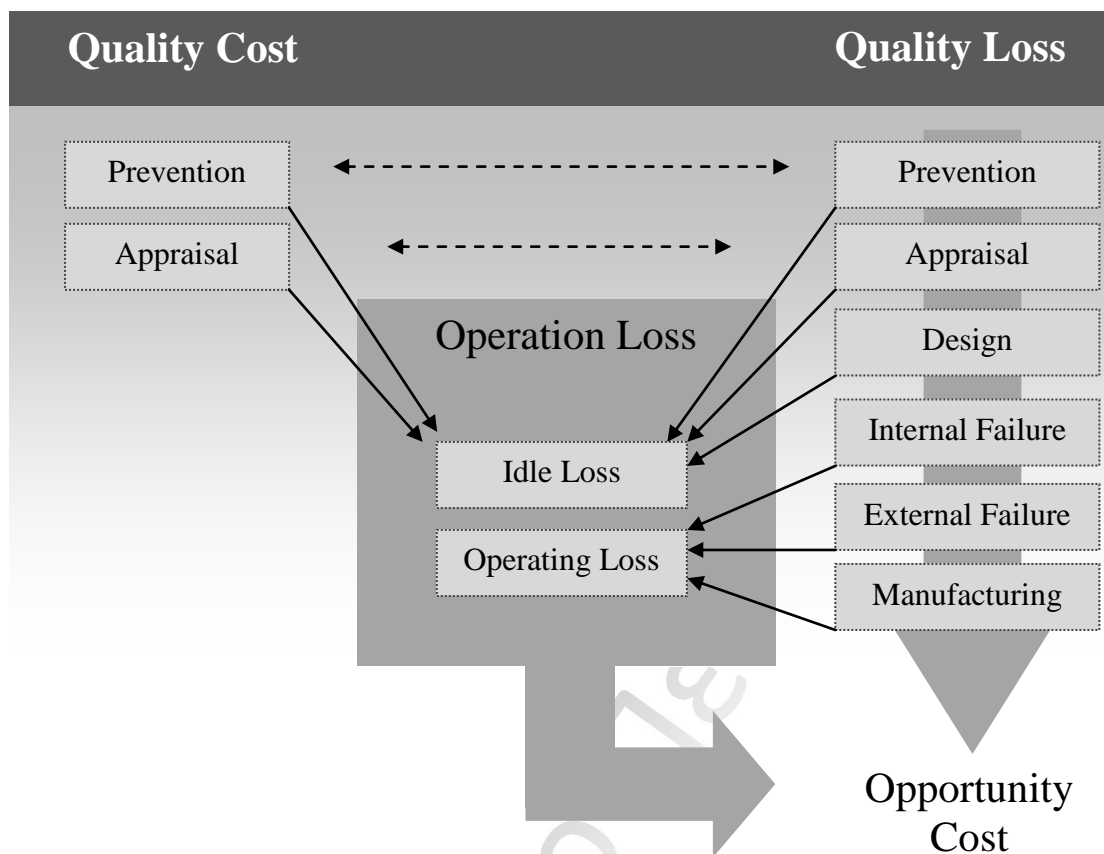 Quality Cost
Quality Loss
Prevention
Prevention
Appraisal
Appraisal
Operation Loss
Design
Internal Failure
Idle Loss
External Failure
Operating Loss
Manufacturing
Opportunity
Cost